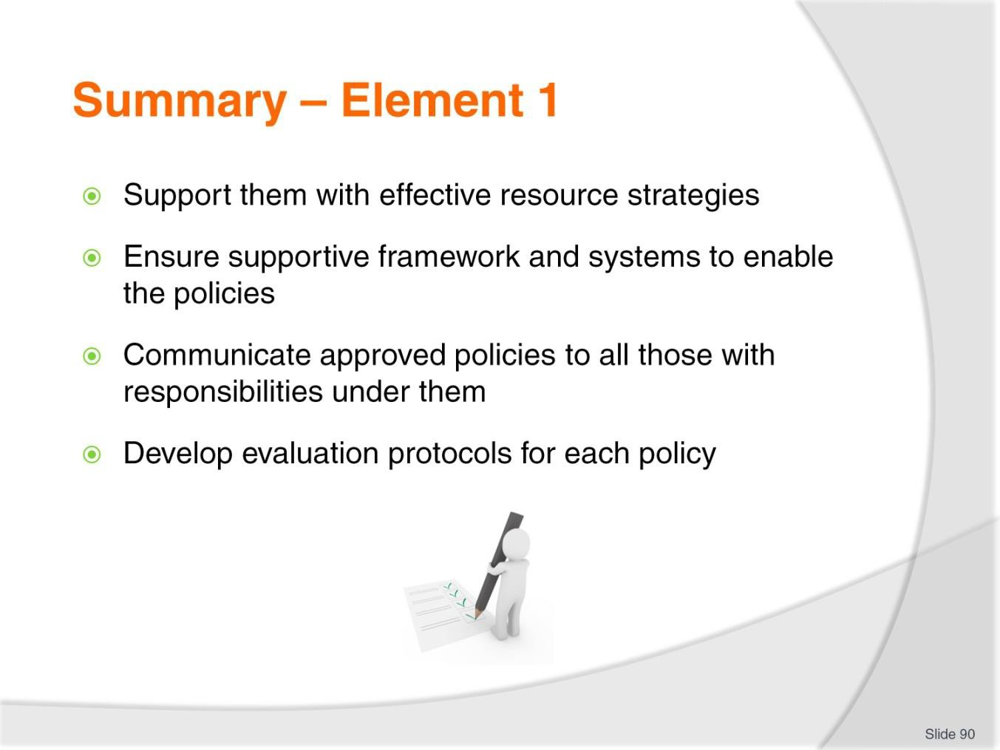 Summary – Element 1
Support them with effective resource strategies
Ensure supportive framework and systems to enable
the policies
Communicate approved policies to all those with
responsibilities under them
Develop evaluation protocols for each policy
Slide 90